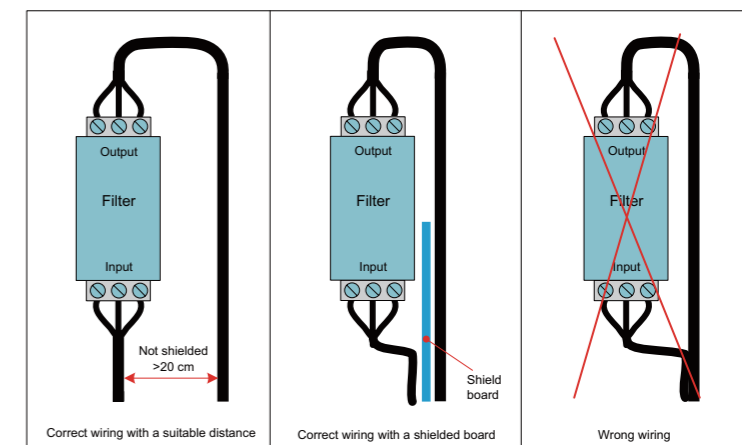 Output
Filter
Input
Not shielded
>20 cm
Correct wiring with a suitable distance
Output
Filter
Input
Shield
board
Correct wiring with a shielded board
Output
Filter
Input
Wrong wiring